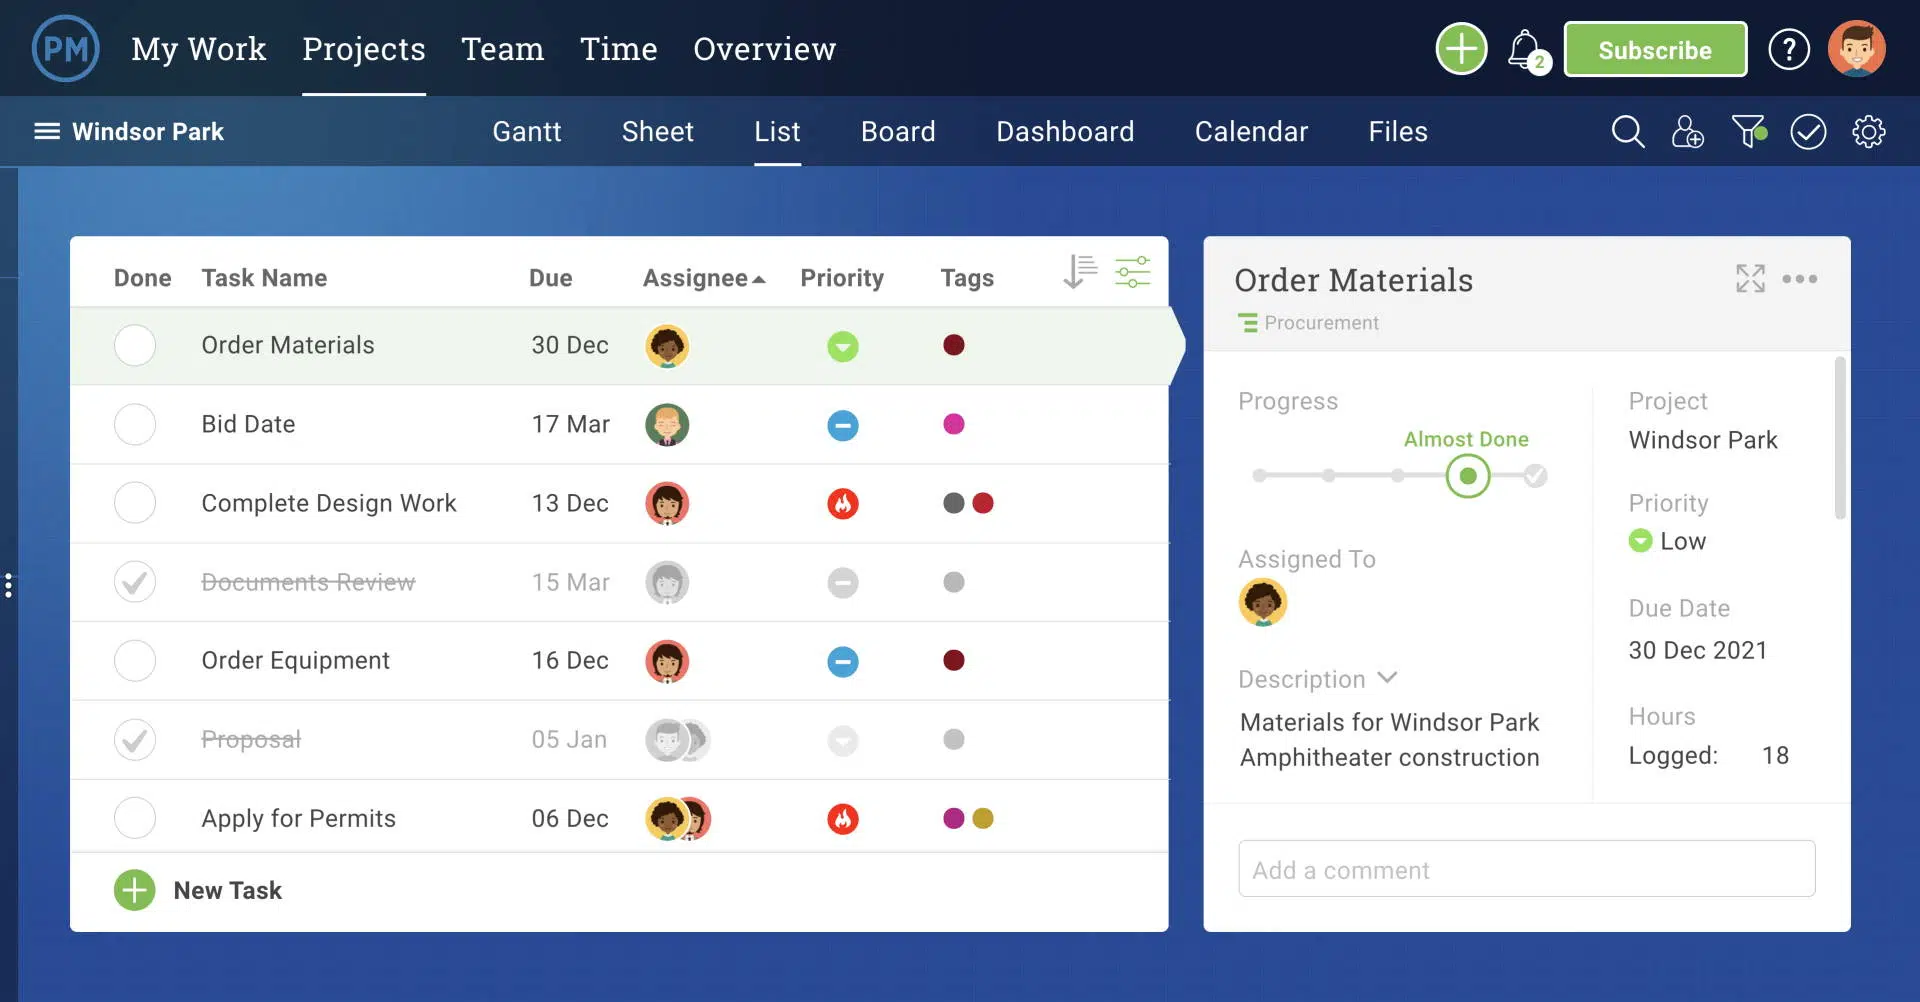 PM My Work Projects Team Time Overview 2 Subscribe ?
Windsor Park Gantt Sheet List Board Dashboard Calendar Files
Done Task Name Due Assignee Priority Tags
Order Materials 30 Dec
Bid Date 17 Mar
Complete Design Work 13 Dec
Documents Review 15 Mar
Order Equipment 16 Dec
Proposal 05 Jan
Apply for Permits 06 Dec
New Task
Order Materials
Procurement
Progress
Almost Done
Assigned To
Description
Materials for Windsor Park
Amphitheater construction
Project
Windsor Park
Priority
Low
Due Date
30 Dec 2021
Hours
Logged: 18
Add a comment